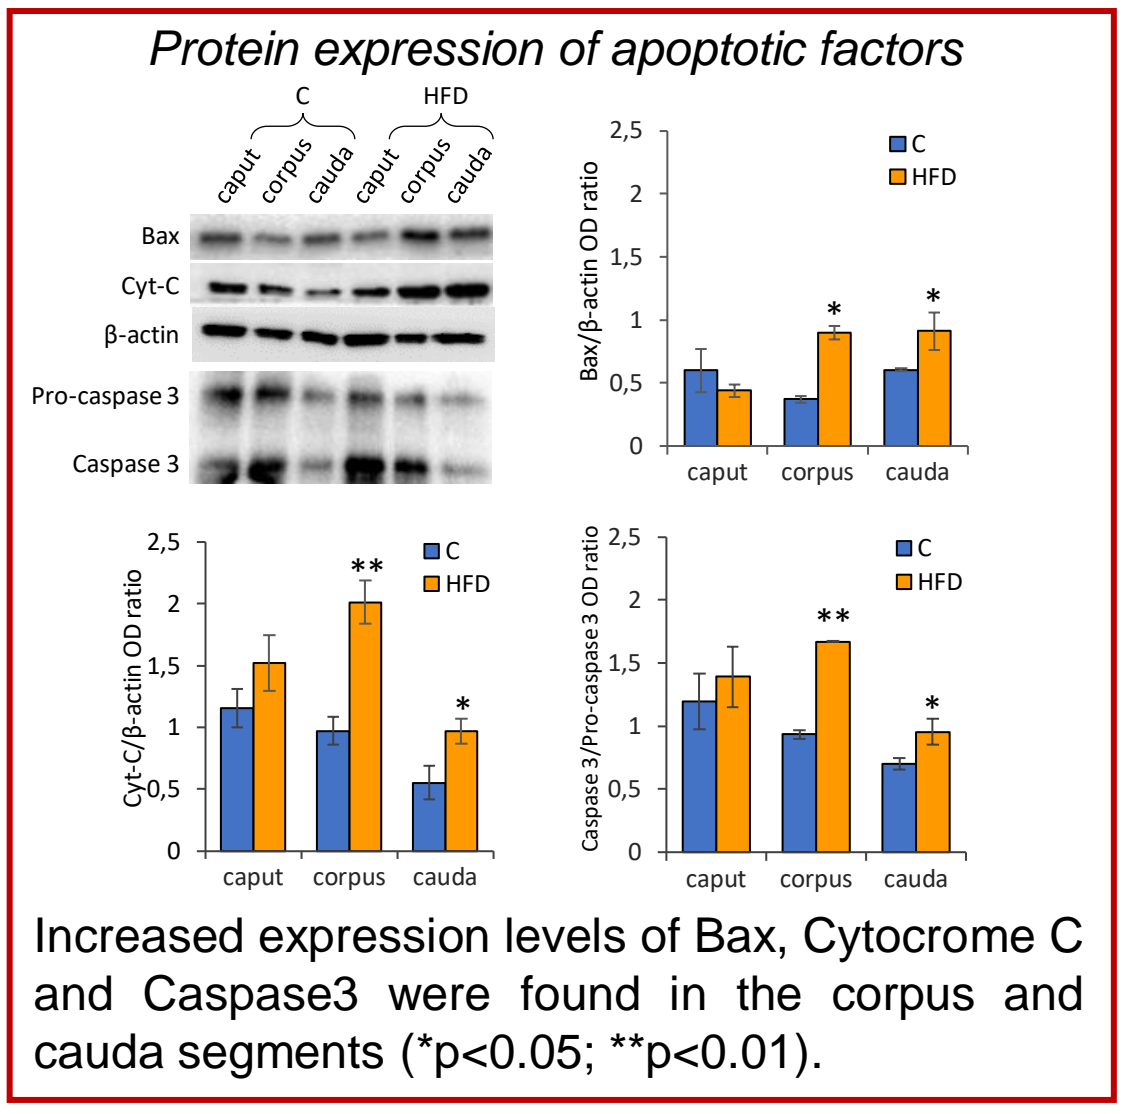 Protein expression of apoptotic factors
C HFD
caput corpus cauda caput corpus cauda
Bax
Cyt-C
β-actin
Pro-caspase 3
Caspase 3
Bax/β-actin OD ratio
2,5
2
1,5
1
0,5
0
C
HFD
*
*
caput corpus cauda
Cyt-C/β-actin OD ratio
2,5
2
1,5
1
0,5
0
C
HFD
**
*
caput corpus cauda
Caspase 3/Pro-caspase 3 OD ratio
2,5
2
1,5
1
0,5
0
C
HFD
**
*
caput corpus cauda
Increased expression levels of Bax, Cytocrome C
and Caspase3 were found in the corpus and
cauda segments (*p<0.05; **p<0.01).